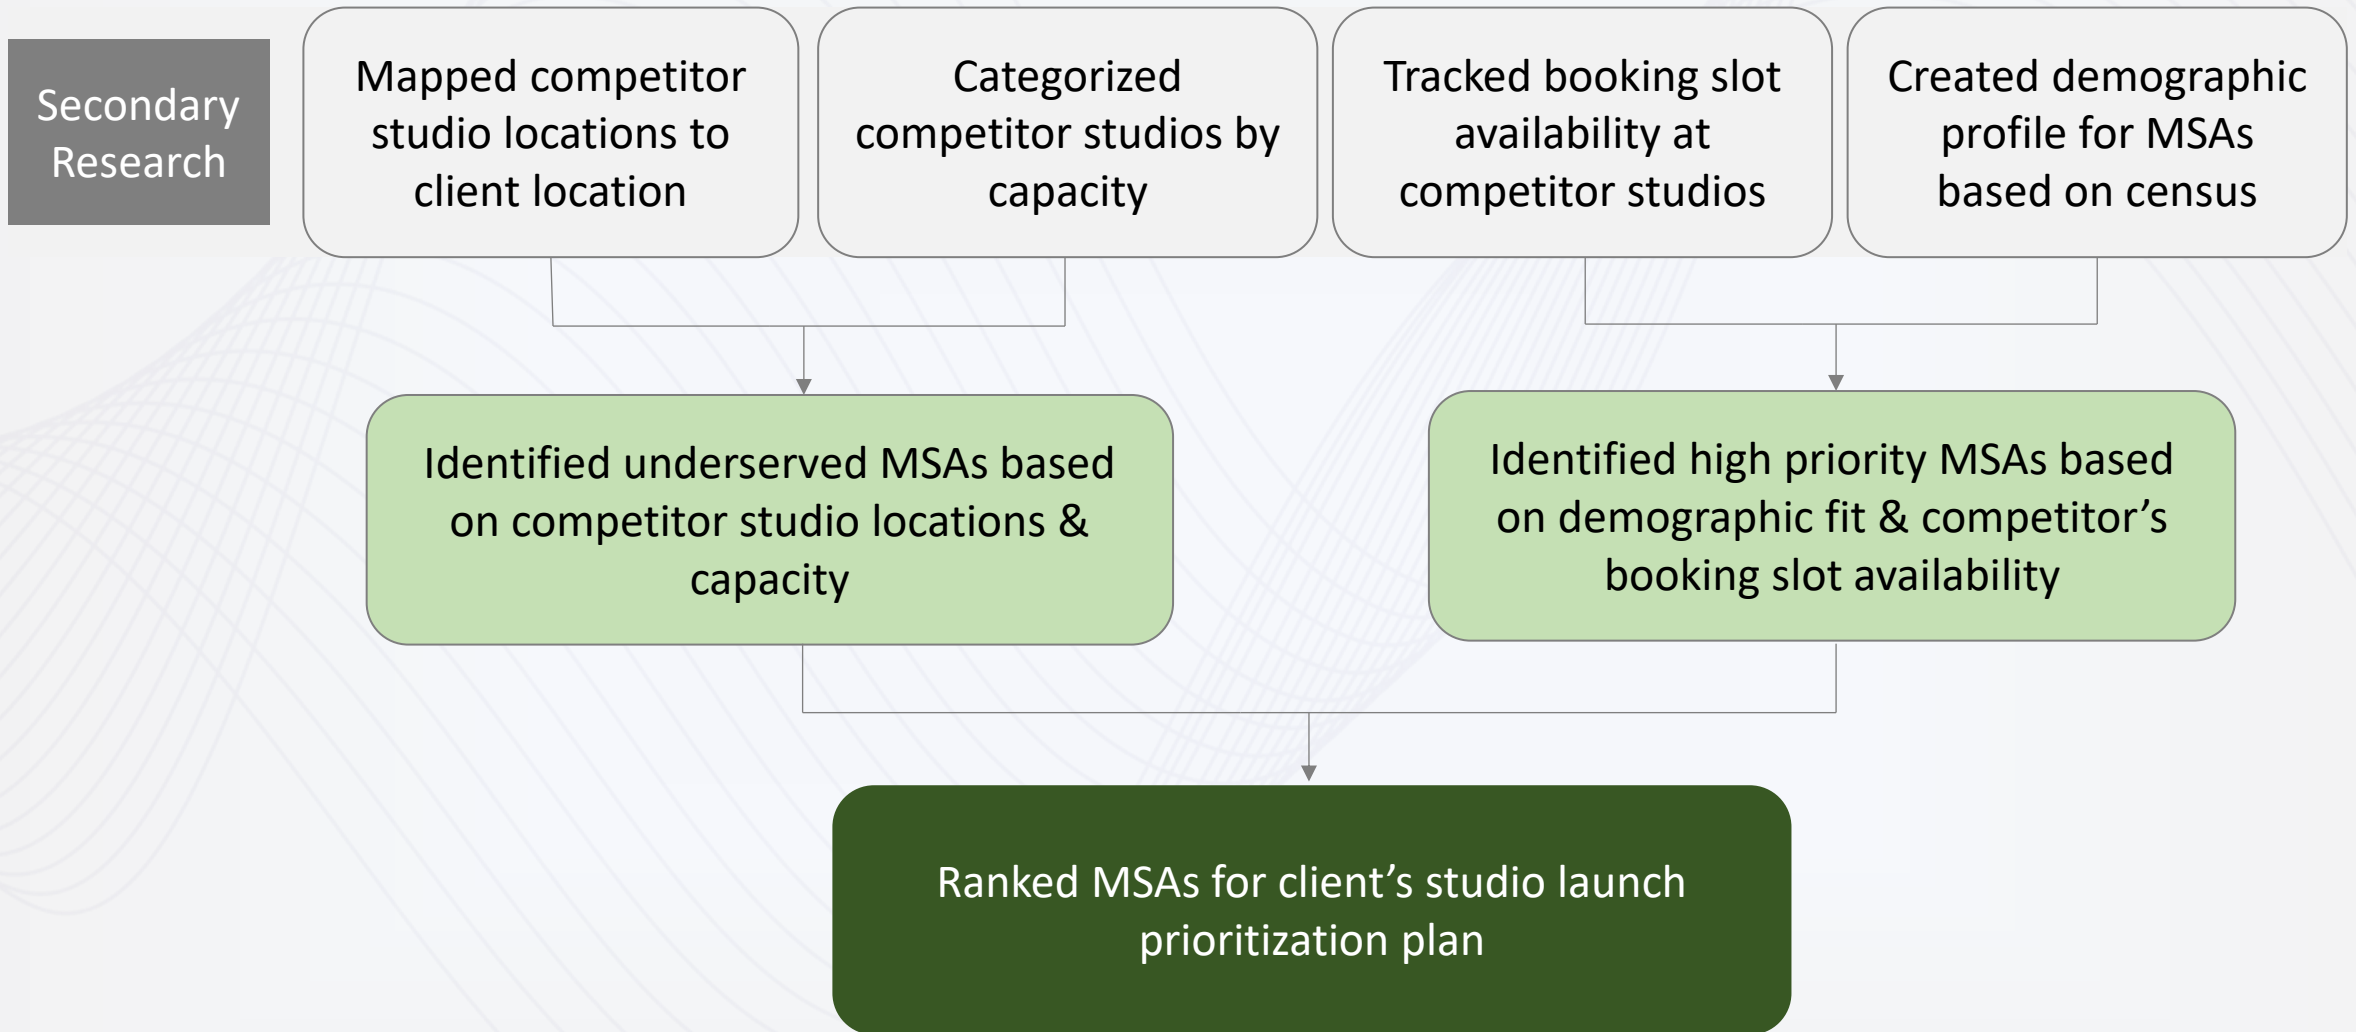 Secondary
Research
Mapped competitor
studio locations to
client location
Categorized
competitor studios by
capacity
Tracked booking slot
availability at
competitor studios
Created demographic
profile for MSAs
based on census
Identified underserved MSAs based
on competitor studio locations &
capacity
Identified high priority MSAs based
on demographic fit & competitor’s
booking slot availability
Ranked MSAs for client’s studio launch
prioritization plan